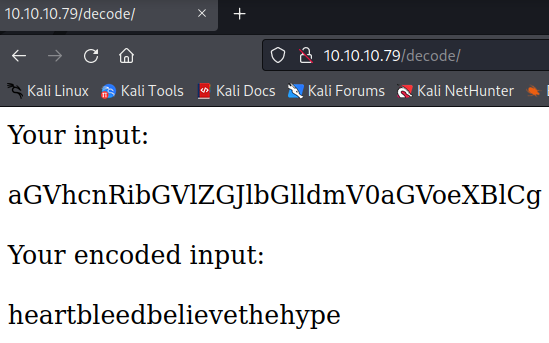 10.10.10.79/decode/
10.10.10.79/decode/
Kali Linux Kali Tools Kali Docs Kali Forums Kali NetHunter
Your input:
aGVhcnRibGVlZGJlbGlldmV0aGVoeXBlCg
Your encoded input:
heartbleedbelievethehype